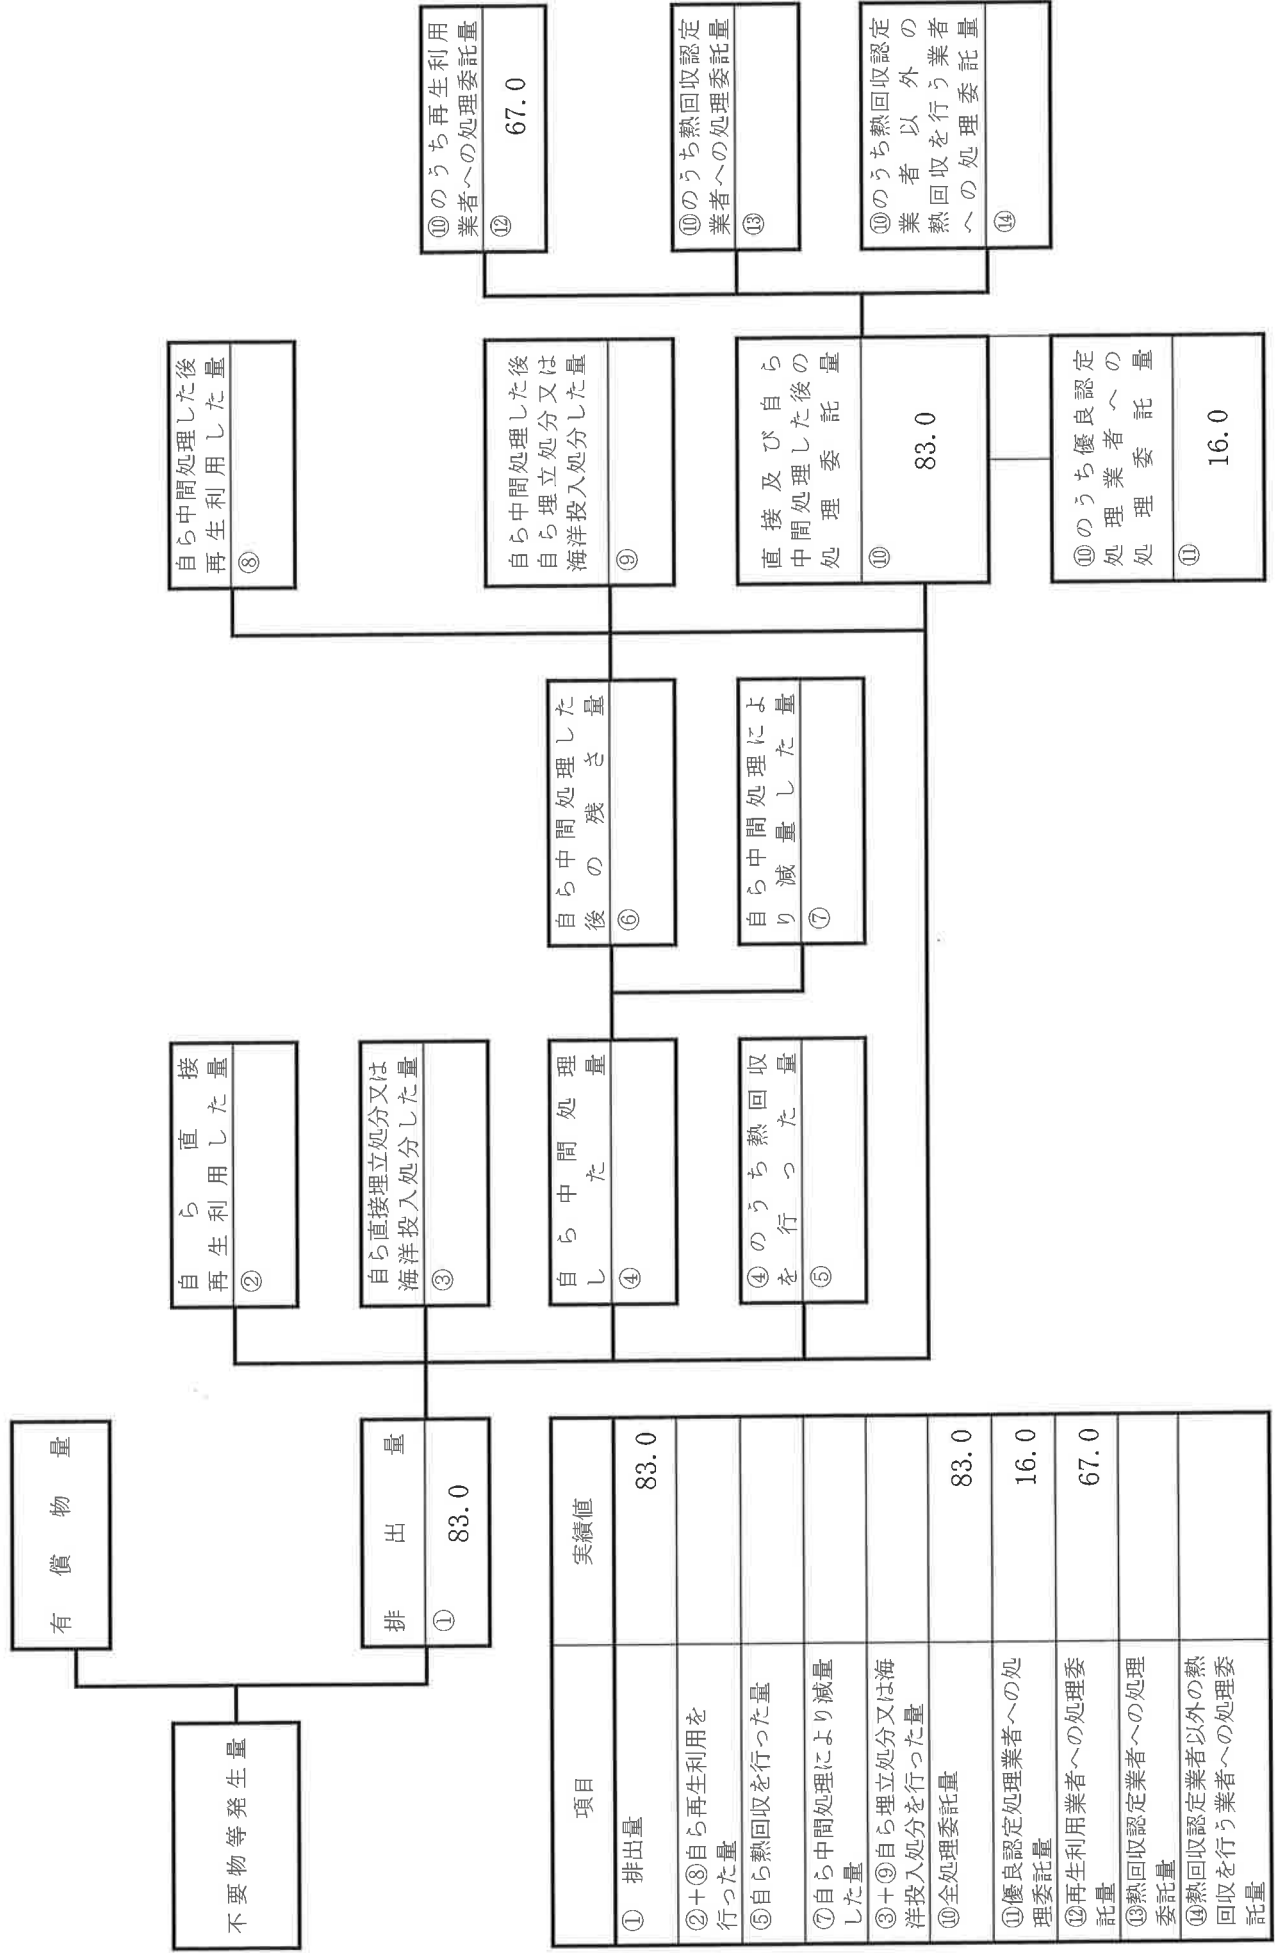 有償物量
不要物等発生量
排出量
①
83.0
自ら直接
再生利用した量
②
自ら直接埋立処分又は
海洋投入処分した量
③
自ら中間処理
した量
④
④のうち熱回収
を行った量
⑤
自ら中間処理した
後の残さ量
⑥
自ら中間処理によ
り減量した量
⑦
自ら中間処理した後
再生利用した量
⑧
自ら中間処理した後
自ら埋立処分又は
海洋投入処分した量
⑨
直接及び自ら
中間処理した後の
処理委託量
⑩
83.0
⑩のうち優良認定
処理業者への
処理委託量
⑪
16.0
⑩のうち再生利用
業者への処理委託量
⑫
67.0
⑩のうち熱回収認定
業者への処理委託量
⑬
⑩のうち熱回収認定
業者以外の
熱回収を行う業者
への処理委託量
⑭
項目 実績値
① 排出量 83.0
②+⑧自ら再生利用を
行った量
⑤自ら熱回収を行った量
⑦自ら中間処理により減量
した量
③+⑨自ら埋立処分又は海
洋投入処分を行った量
⑩全処理委託量 83.0
⑪優良認定処理業者への処
理委託量 16.0
⑫再生利用業者への処理委
託量 67.0
⑬熱回収認定業者への処理
委託量
⑭熱回収認定業者以外の熱
回収を行う業者への処理委
託量